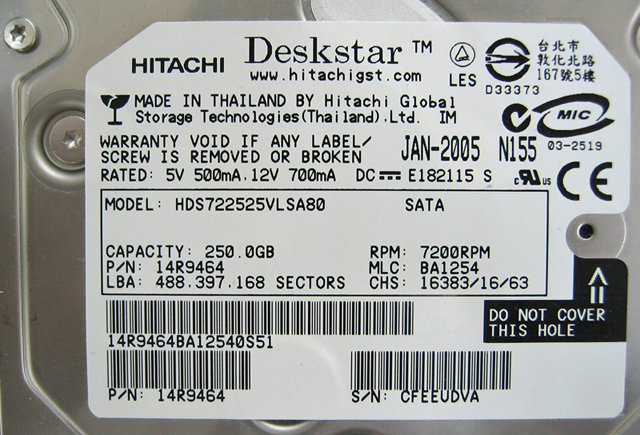 HITACHI Deskstar™
www.hitachigst.com
LES
D33373
台北市
敦化北路
167號5樓
MADE IN THAILAND BY Hitachi Global
Storage Technologies(Thailand).Ltd. IM
MIC
WARRANTY VOID IF ANY LABEL/
SCREW IS REMOVED OR BROKEN
JAN-2005 N155 03-2519
RATED: 5V 500mA.12V 700mA DC E182115 S
c RU us CE
MODEL: HDS722525VLSA80 SATA
CAPACITY: 250.0GB RPM: 7200RPM
P/N: 14R9464 MLC: BA1254
LBA: 488.397.168 SECTORS CHS: 16383/16/63
DO NOT COVER
THIS HOLE
14R9464BA12540S51
P/N: 14R9464 S/N: CFEEUDVA